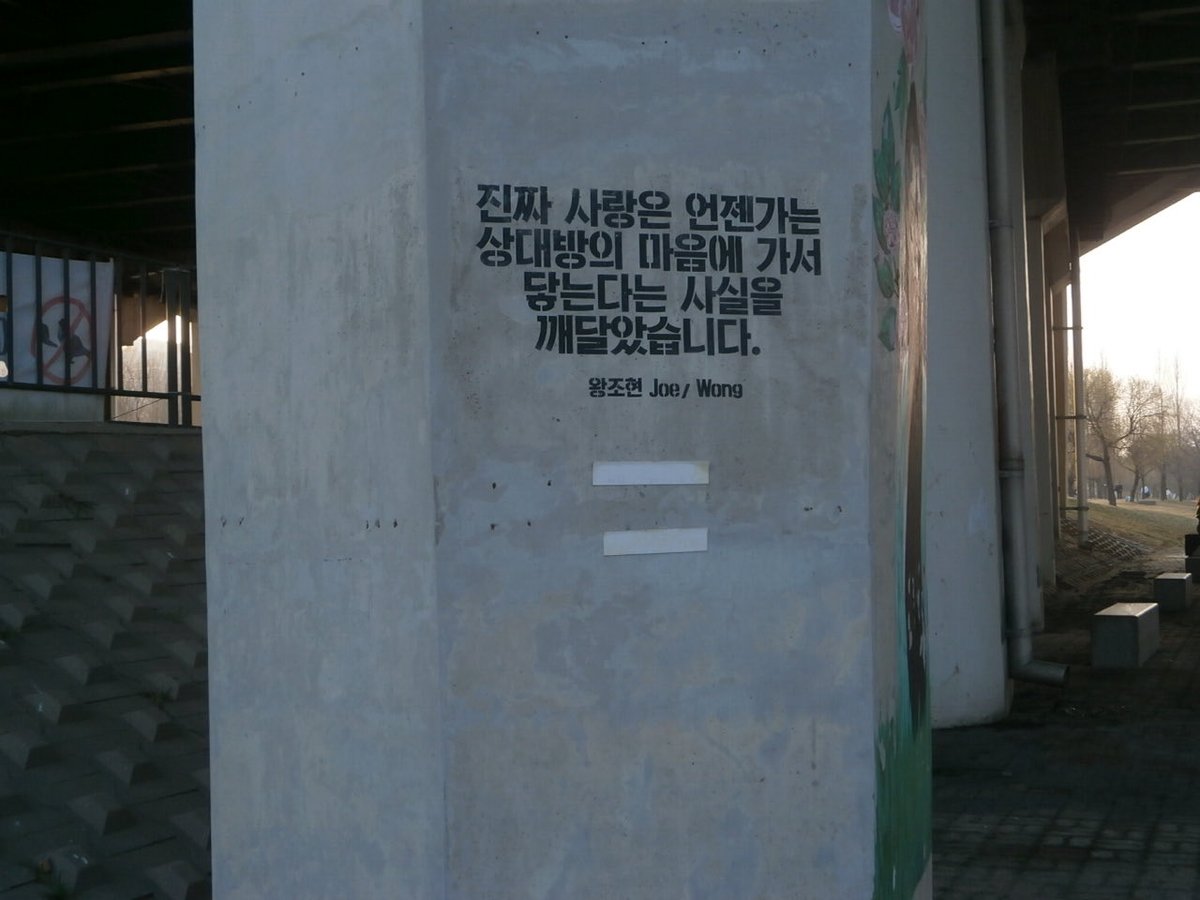 진짜 사랑은 언젠가는
상대방의 마음에 가서
닿는다는 사실을
깨달았습니다.
왕조현 Joe/ Wong